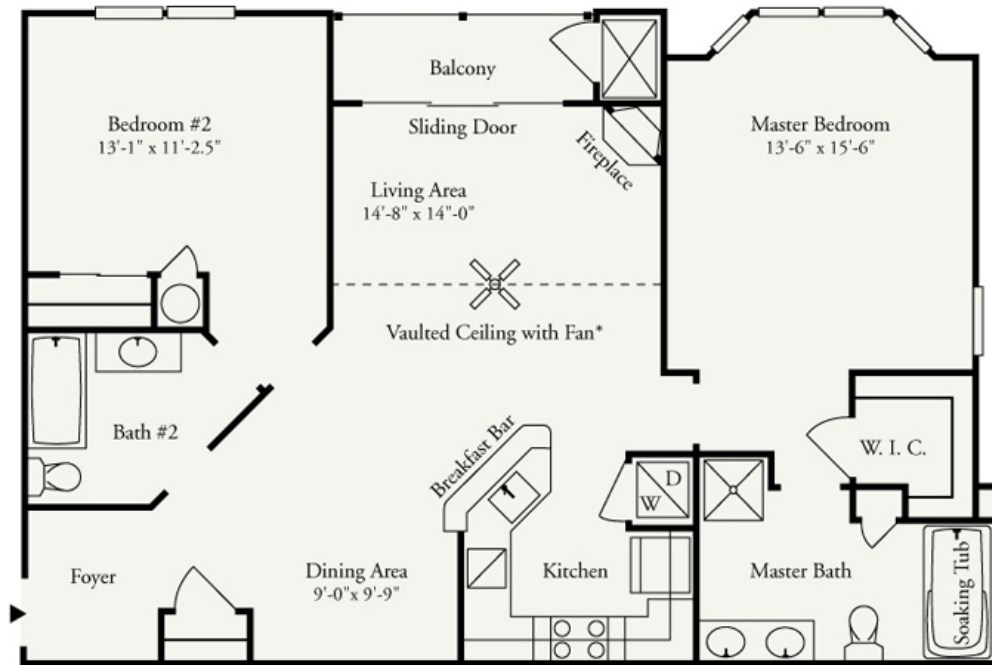 Balcony
Bedroom #2
13'-1" x 11'-2.5"
Sliding Door
Fireplace
Master Bedroom
13'-6" x 15'-6"
Living Area
14'-8" x 14"-0"
Vaulted Ceiling with Fan*
Bath #2
Breakfast Bar
D
W
W. I. C.
Foyer
Dining Area
9'-0"x 9'-9"
Kitchen
Master Bath
Soaking Tub